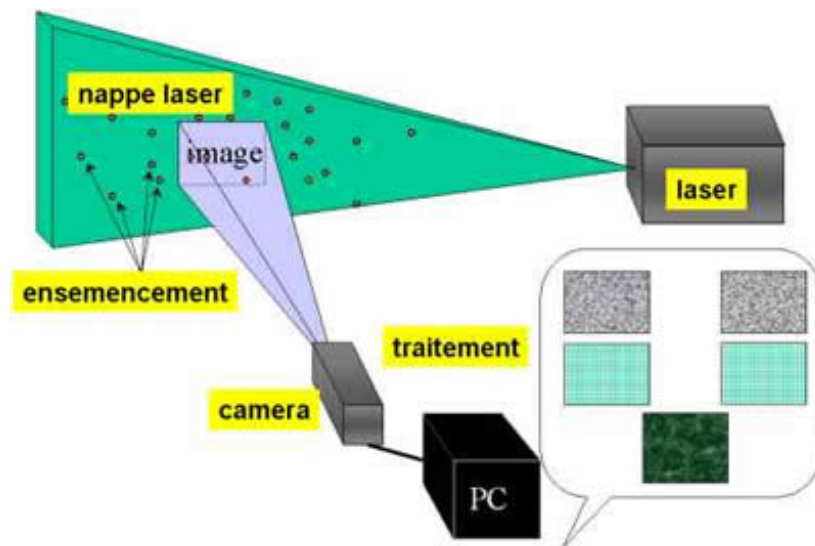 nappe laser
image
laser
ensemencement
traitement
camera
PC